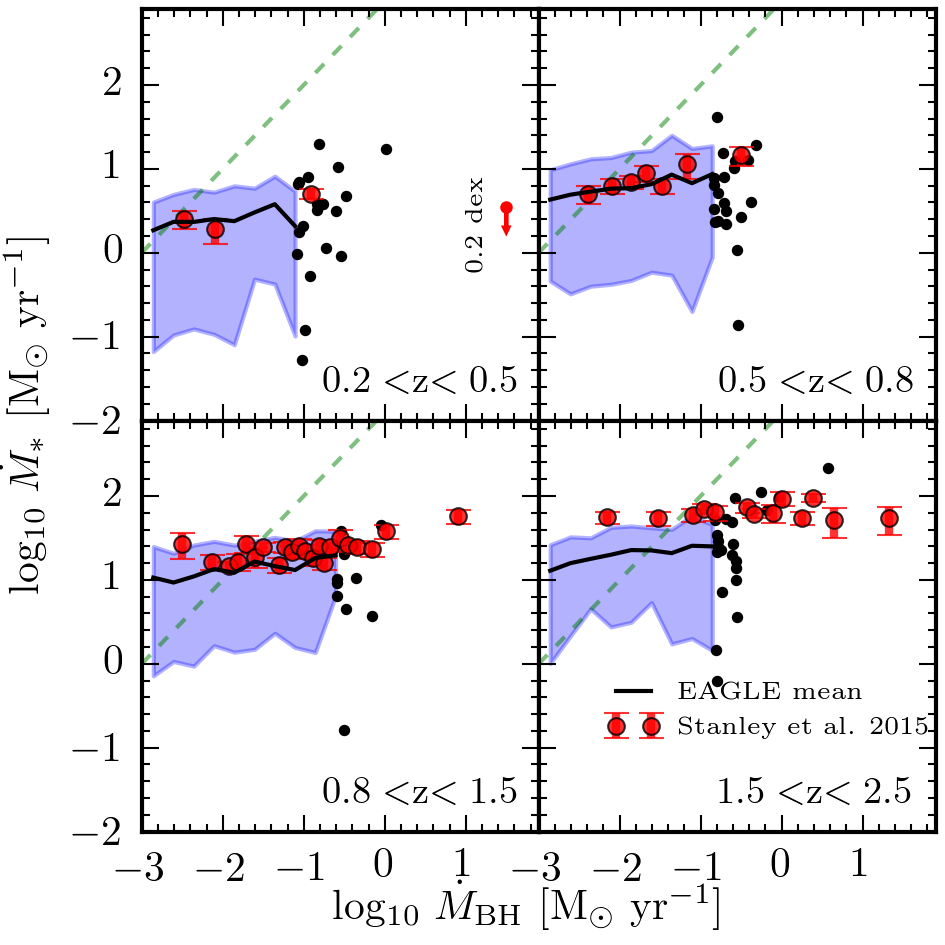 2
1
0
−1
−2
0.2 dex
0.2 <z< 0.5
0.5 <z< 0.8
log₁₀ Ṁ∗ [M⊙ yr⁻¹]
2
1
0
−1
−2
EAGLE mean
Stanley et al. 2015
0.8 <z< 1.5
1.5 <z< 2.5
−3 −2 −1 0 1 −3 −2 −1 0 1
log₁₀ Ṁ_BH [M⊙ yr⁻¹]